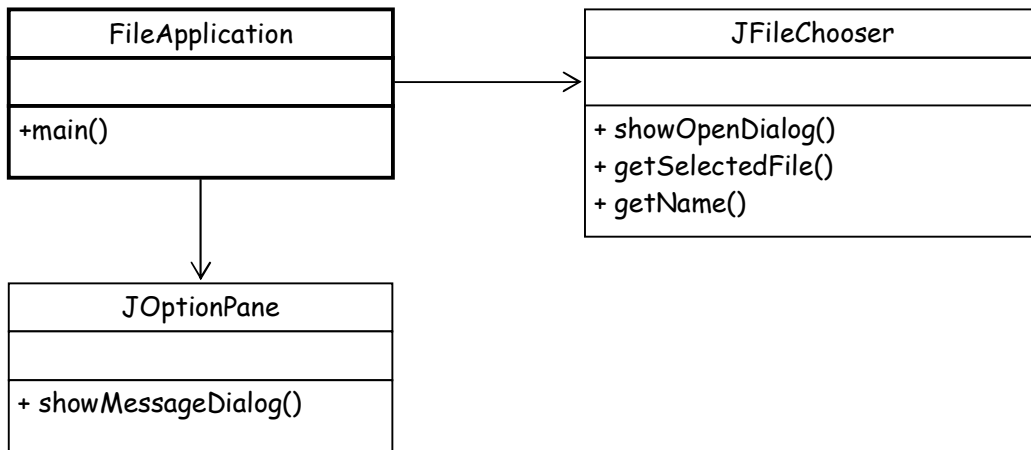 FileApplication
+main()
JFileChooser
+ showOpenDialog()
+ getSelectedFile()
+ getName()
JOptionPane
+ showMessageDialog()